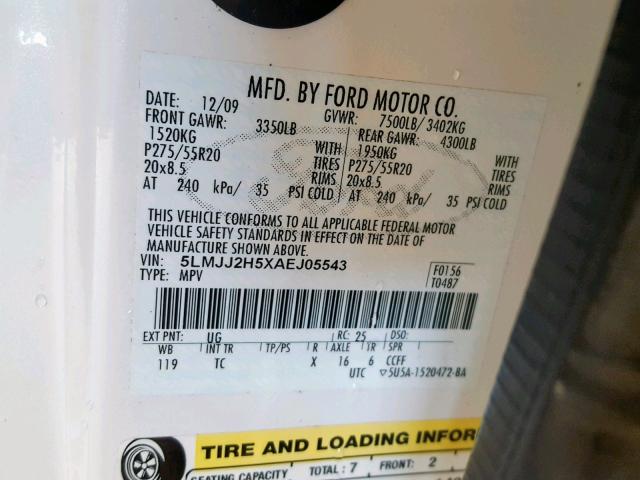 MFD. BY FORD MOTOR CO.
DATE: 12/09 GVWR: 7500LB/ 3402KG
FRONT GAWR: 3350LB REAR GAWR: 4300LB
1520KG WITH 1950KG WITH
P275/55R20 TIRES P275/55R20 TIRES
20x8.5 RIMS 20x8.5 RIMS
AT 240 kPa/ 35 PSI COLD AT 240 kPa/ 35 PSI COLD
THIS VEHICLE CONFORMS TO ALL APPLICABLE FEDERAL MOTOR
VEHICLE SAFETY STANDARDS IN EFFECT ON THE DATE OF
MANUFACTURE SHOWN ABOVE.
VIN: 5LMJJ2H5XAEJ05543 F0156
TYPE: MPV T0487
EXT PNT: UG RC: 25 DSO:
WB INT TR TP/PS R AXLE TR SPR
119 TC X 16 6 CCFF
UTC ▽5U5A-1520472-BA
TIRE AND LOADING INFOR
SEATING CAPACITY TOTAL: 7 FRONT: 2